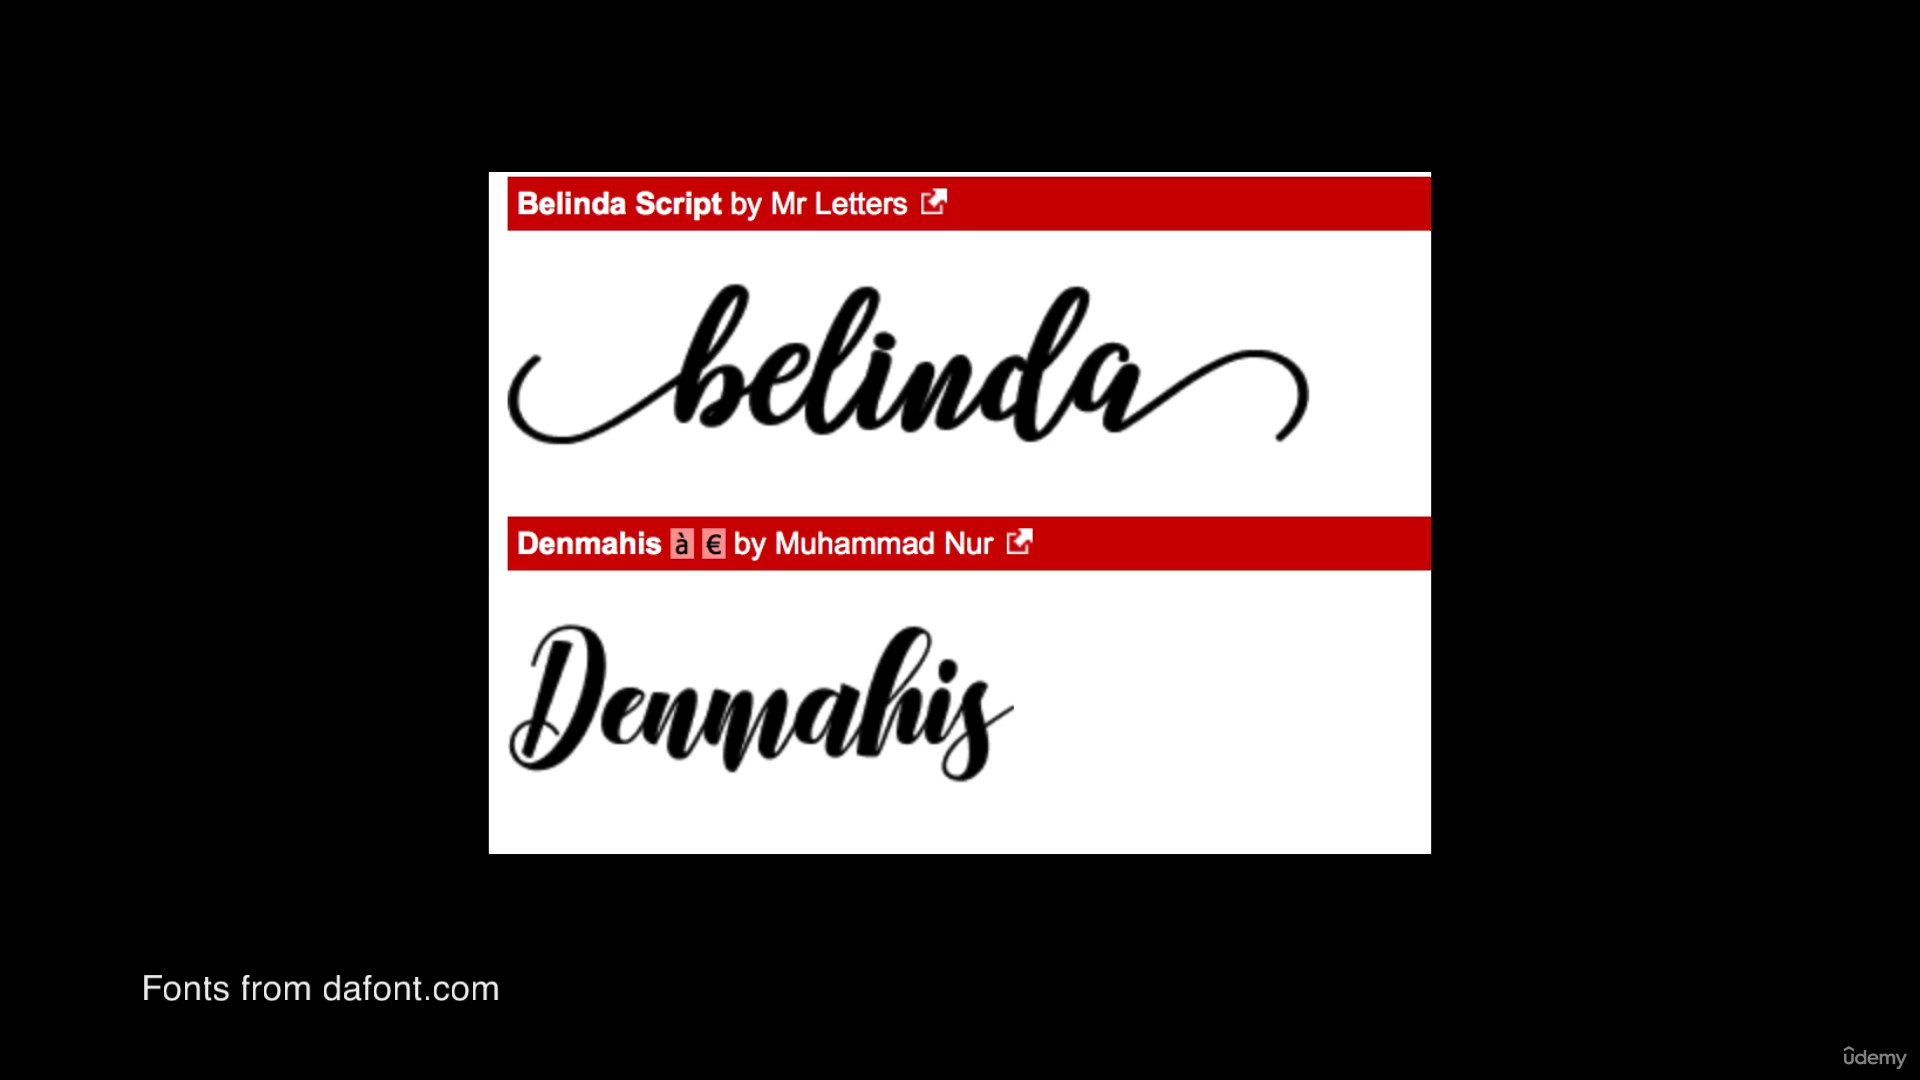 Belinda Script by Mr Letters
belinda
Denmahis à € by Muhammad Nur
Denmahis
Fonts from dafont.com
ûdemy